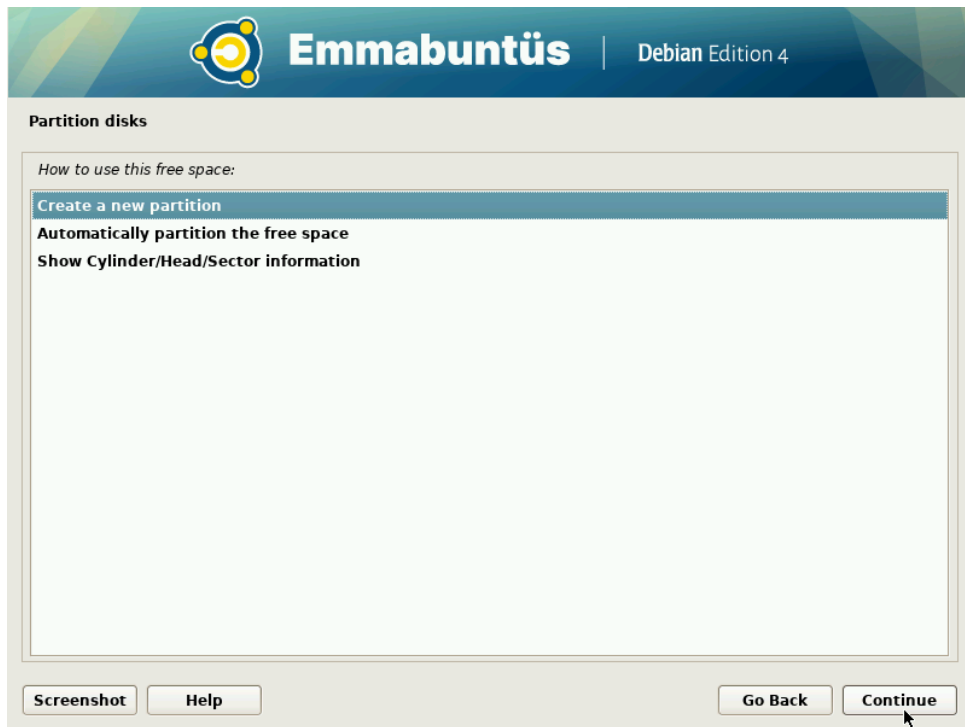 Emmabuntüs | Debian Edition 4
Partition disks
How to use this free space:
Create a new partition
Automatically partition the free space
Show Cylinder/Head/Sector information
Screenshot Help Go Back Continue